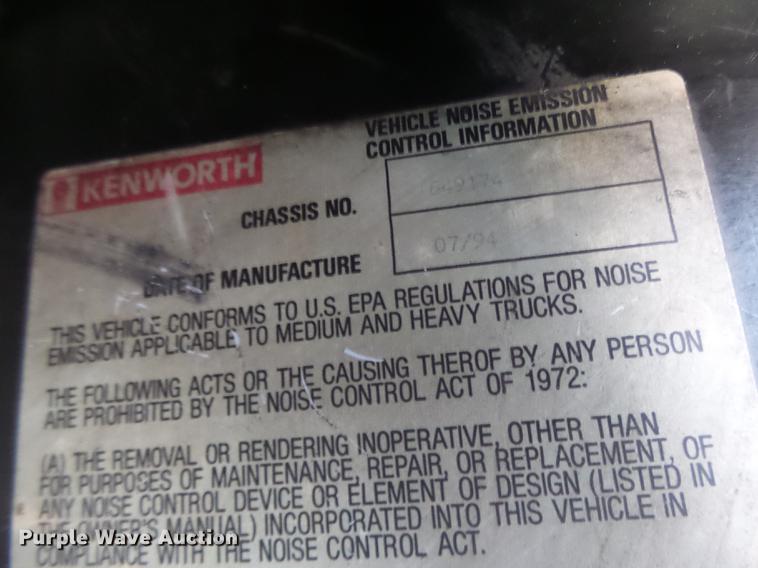 KENWORTH
VEHICLE NOISE EMISSION
CONTROL INFORMATION
CHASSIS NO.
DATE OF MANUFACTURE 07/94
THIS VEHICLE CONFORMS TO U.S. EPA REGULATIONS FOR NOISE
EMISSION APPLICABLE TO MEDIUM AND HEAVY TRUCKS.
THE FOLLOWING ACTS OR THE CAUSING THEROF BY ANY PERSON
ARE PROHIBITED BY THE NOISE CONTROL ACT OF 1972:
(A) THE REMOVAL OR RENDERING INOPERATIVE, OTHER THAN
FOR PURPOSES OF MAINTENANCE, REPAIR, OR REPLACEMENT, OF
ANY NOISE CONTROL DEVICE OR ELEMENT OF DESIGN (LISTED IN
THE OWNER'S MANUAL) INCORPORATED INTO THIS VEHICLE IN
COMPLIANCE WITH THE NOISE CONTROL ACT.
Purple Wave Auction